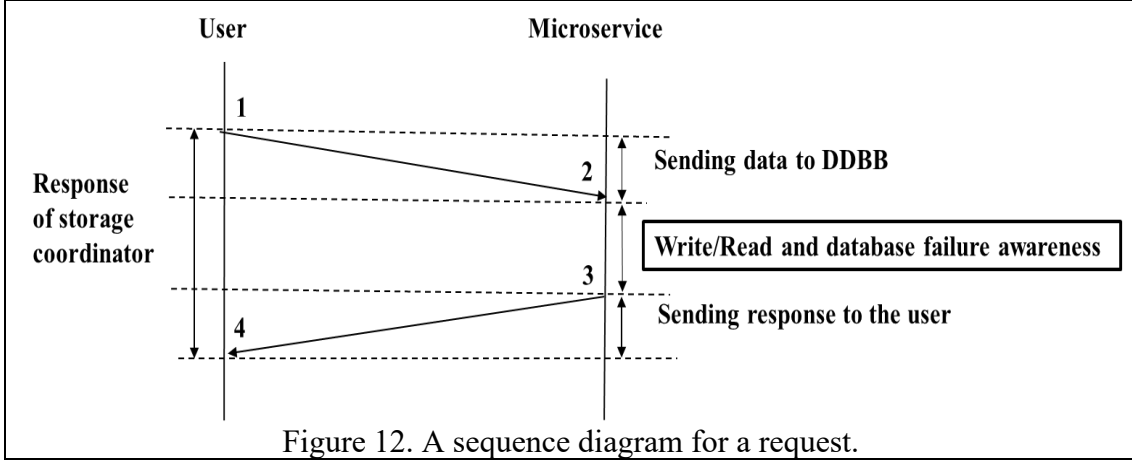 User
Microservice
1
Sending data to DDBB
2
Response
of storage
coordinator
Write/Read and database failure awareness
3
Sending response to the user
4
Figure 12. A sequence diagram for a request.